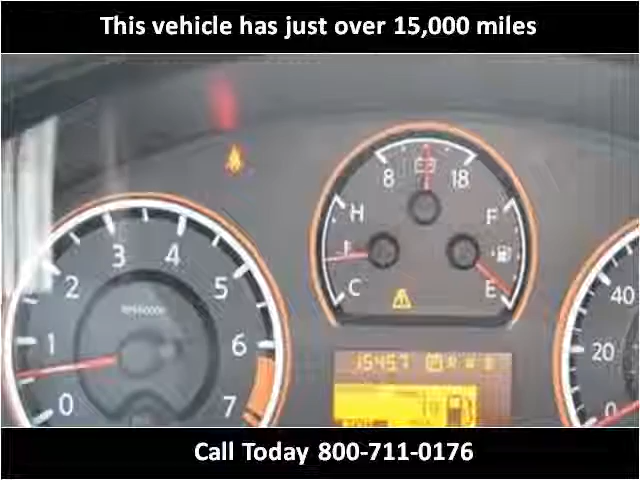 This vehicle has just over 15,000 miles
8 18
H F
C E
0 1 2 3 4 5 6 7
40
20
0
15457 P R N D
Call Today 800-711-0176